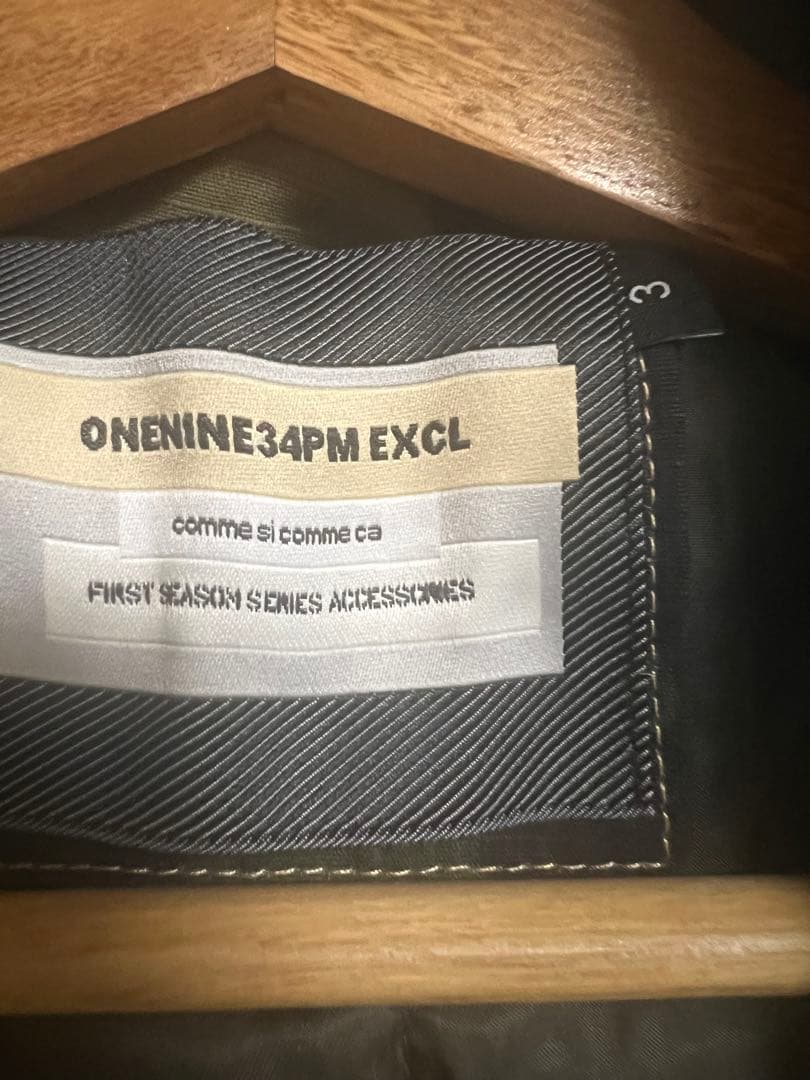 3
ONENINE34PM EXCL
comme si comme ca
FIRST SEASON SERIES ACCESSORIES